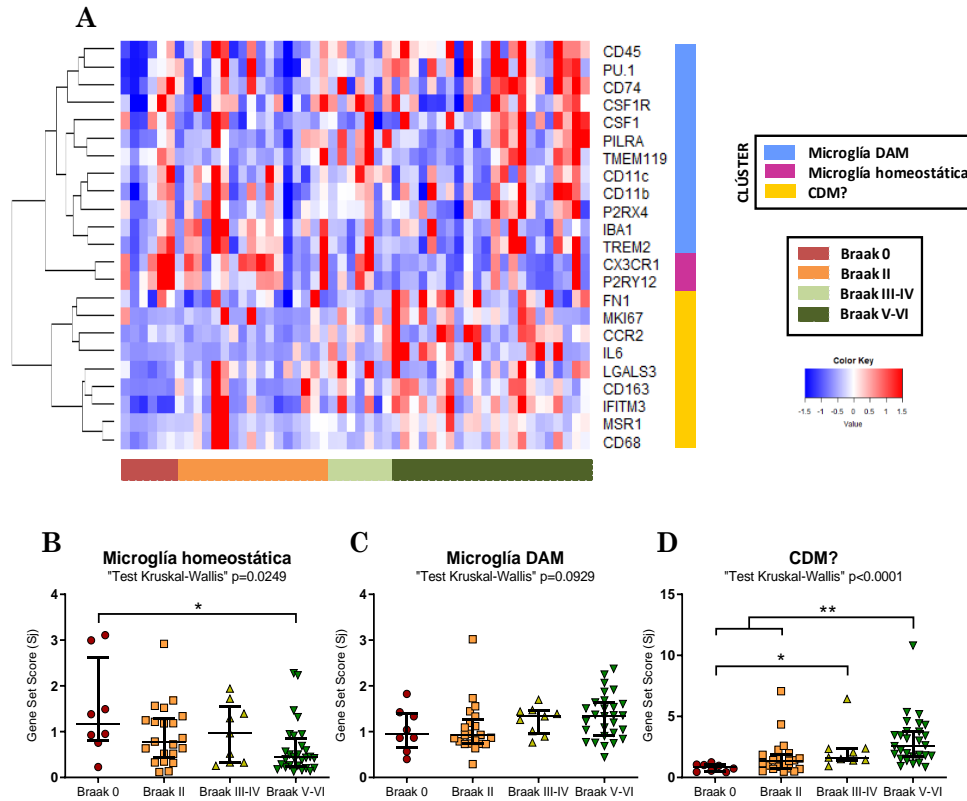 A
CD45
PU.1
CD74
CSF1R
CSF1
PILRA
TMEM119
CD11c
CD11b
P2RX4
IBA1
TREM2
CX3CR1
P2RY12
FN1
MKI67
CCR2
IL6
LGALS3
CD163
IFITM3
MSR1
CD68
CLÚSTER
Microglía DAM
Microglía homeostática
CDM?
Braak 0
Braak II
Braak III-IV
Braak V-VI
Color Key
-1.5 -1 -0.5 0 0.5 1 1.5
Value
B
Microglía homeostática
"Test Kruskal-Wallis" p=0.0249
*
Gene Set Score (Sj)
4
3
2
1
0
Braak 0 Braak II Braak III-IV Braak V-VI
C
Microglía DAM
"Test Kruskal-Wallis" p=0.0929
Gene Set Score (Sj)
4
3
2
1
0
Braak 0 Braak II Braak III-IV Braak V-VI
D
CDM?
"Test Kruskal-Wallis" p<0.0001
**
*
Gene Set Score (Sj)
15
10
5
0
Braak 0 Braak II Braak III-IV Braak V-VI